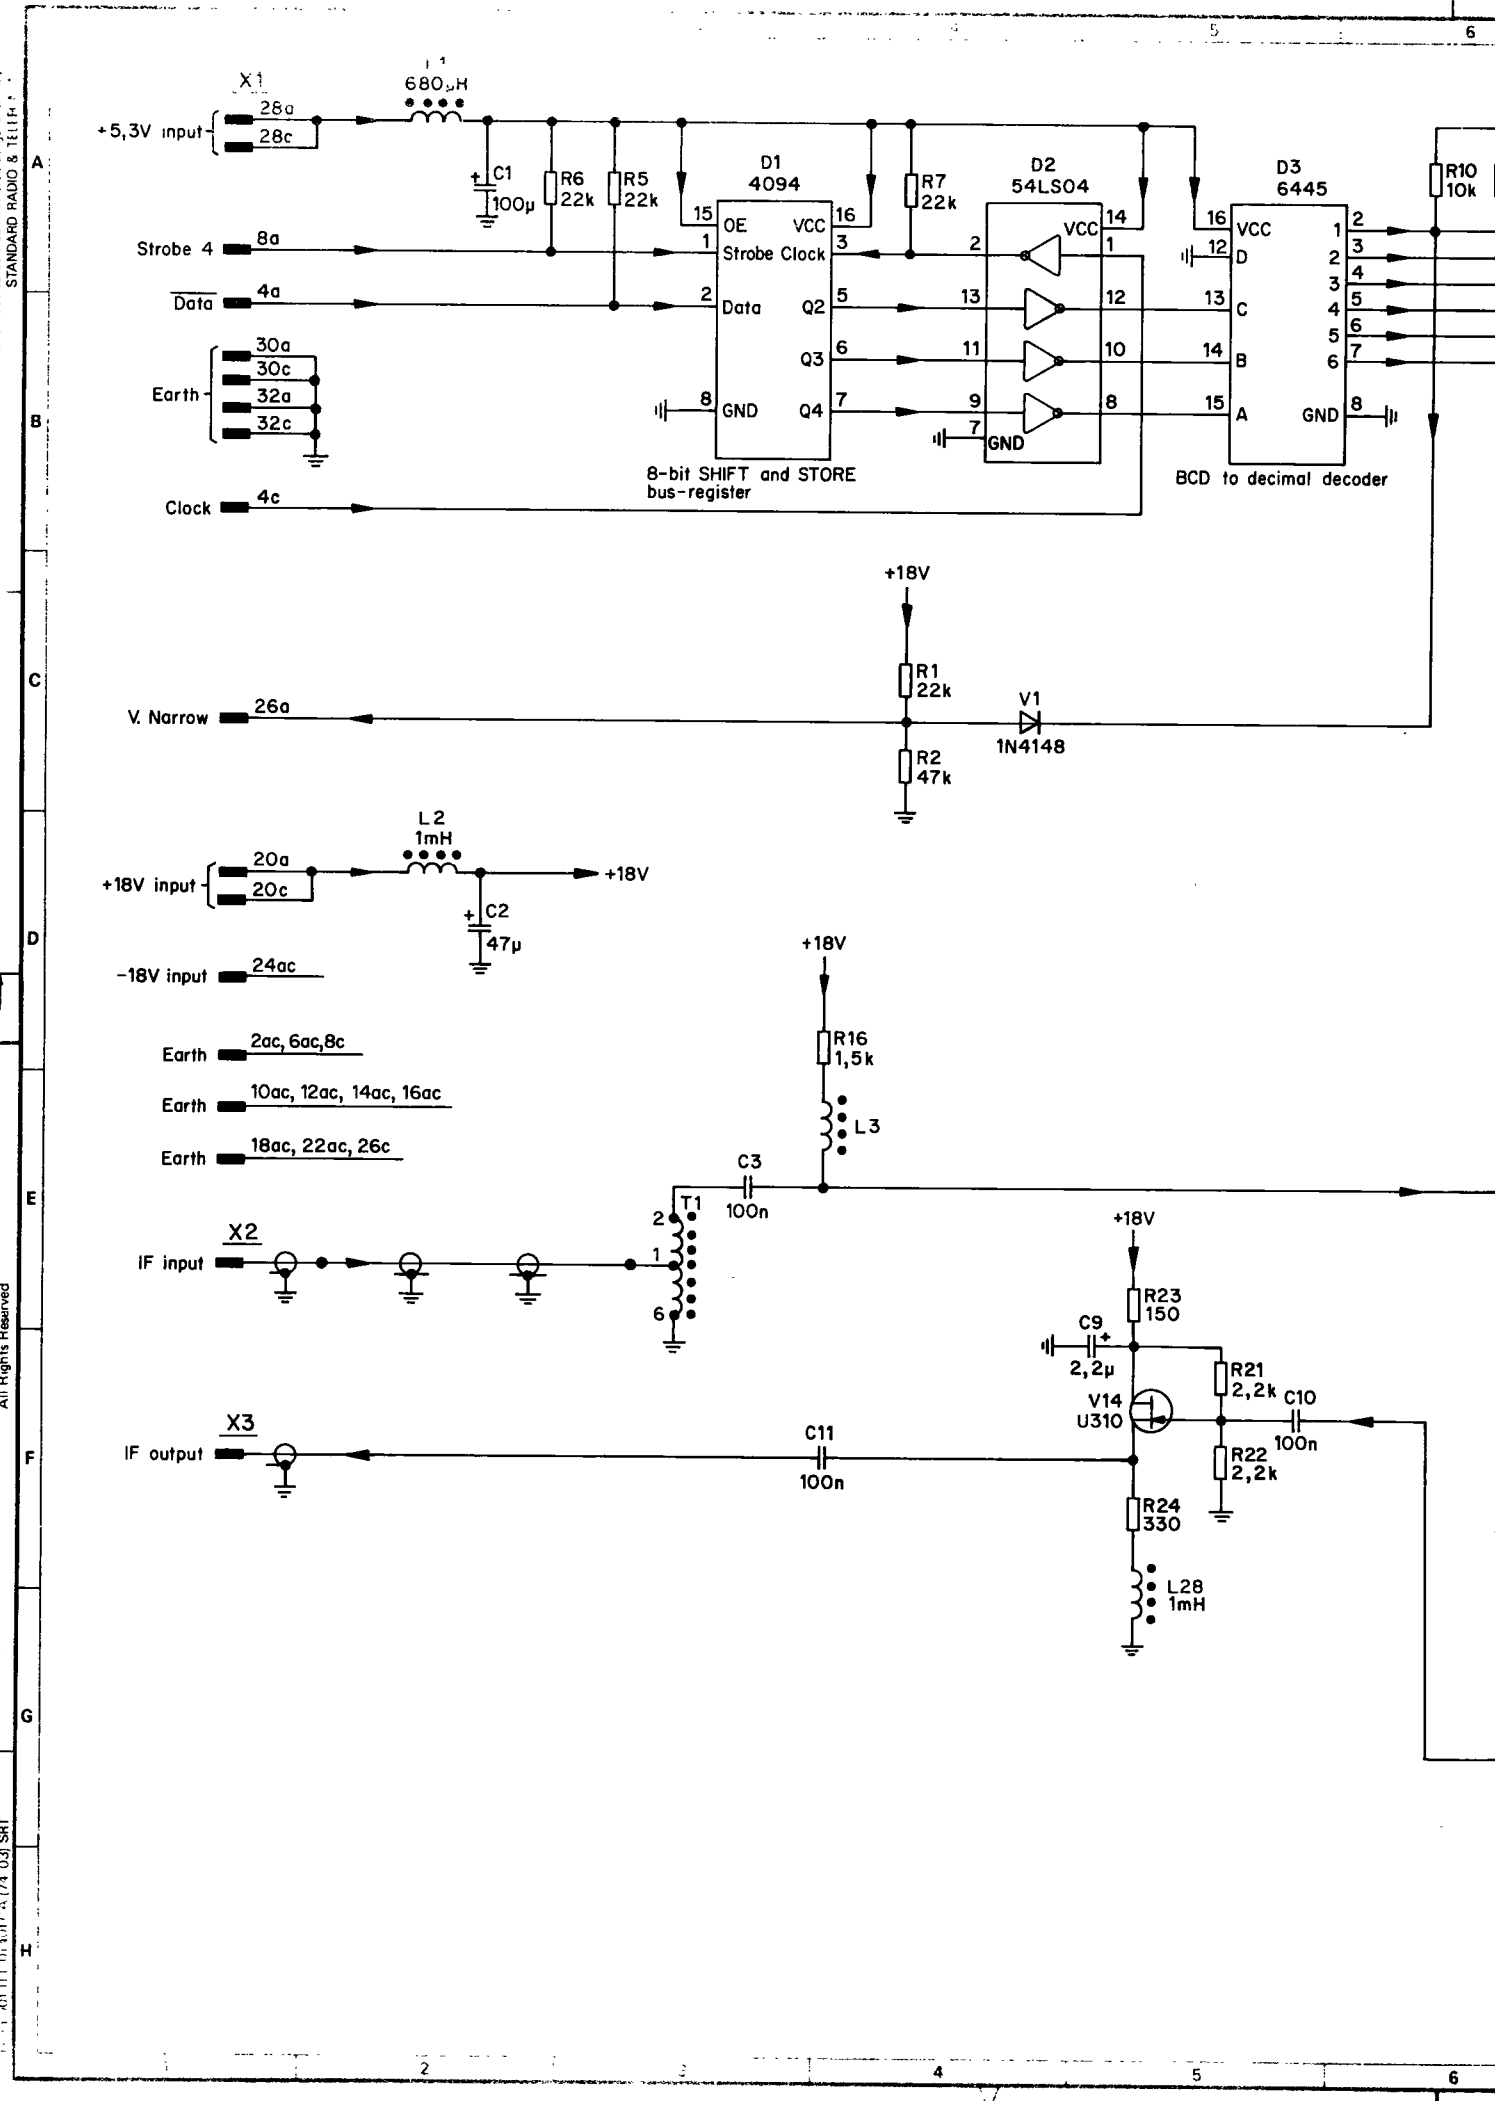 5
6
STANDARD RADIO &
X1
680µH
+5,3V input
28a
28c
A
C1
100µ
R6
22k
R5
22k
D1
4094
R7
22k
D2
54LS04
D3
6445
R10
10k
15 OE VCC 16
1 Strobe Clock 3
2 VCC 14
1
16 VCC 1 2
12 D 2 3
3 4
Strobe 4 8a
Data 4a
2 Data Q2 5
13 12
13 C 4 5
5 6
Q3 6
11 10
14 B 6 7
Earth
30a
30c
32a
32c
B
8 GND Q4 7
9 8
7 GND
15 A GND 8
8-bit SHIFT and STORE
bus-register
BCD to decimal decoder
Clock 4c
+18V
C
R1
22k
V. Narrow 26a
V1
1N4148
R2
47k
L2
1mH
+18V input
20a
20c
+18V
C2
47µ
D
+18V
-18V input 24ac
R16
1,5k
Earth 2ac, 6ac, 8c
Earth 10ac, 12ac, 14ac, 16ac
L3
Earth 18ac, 22ac, 26c
C3
100n
E
T1
2
1
6
X2
IF input
+18V
R23
150
C9
2,2µ
R21
2,2k
V14
U310
C10
100n
All Rights Reserved
X3
IF output
F
C11
100n
R22
2,2k
R24
330
L28
1mH
G
H
2
4
5
6